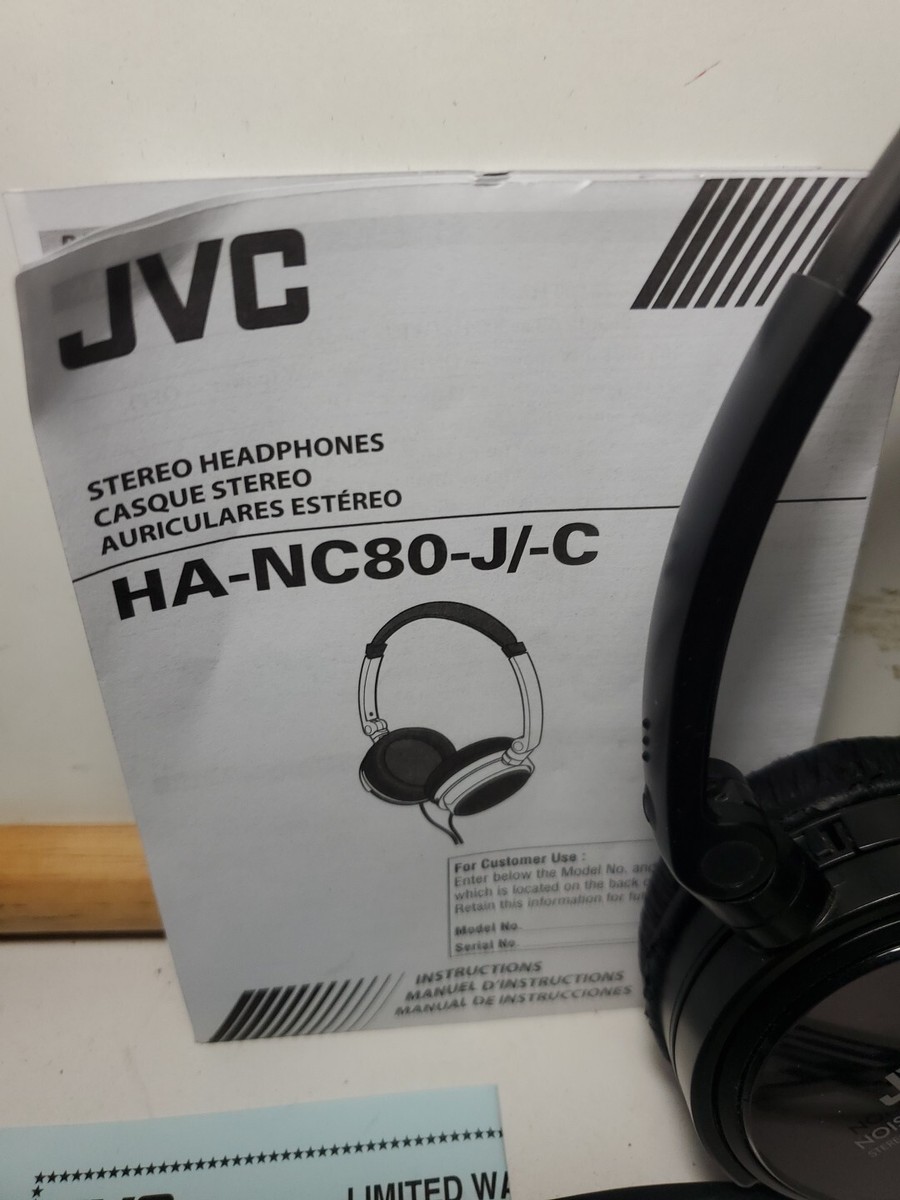 JVC
STEREO HEADPHONES
CASQUE STEREO
AURICULARES ESTÉREO
HA-NC80-J/-C
For Customer Use :
Enter below the Model No. and
which is located on the back
Retain this information for
Model No.
Serial No.
INSTRUCTIONS
MANUEL D'INSTRUCTIONS
MANUAL DE INSTRUCCIONES
LIMITED